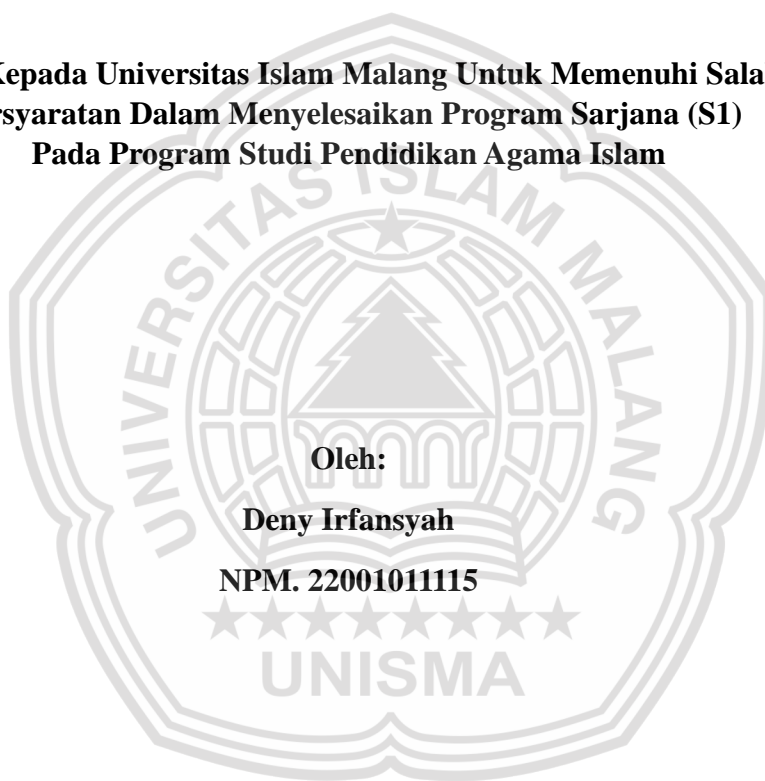 Kepada Universitas Islam Malang Untuk Memenuhi Sala
rsyaratan Dalam Menyelesaikan Program Sarjana (S1)
Pada Program Studi Pendidikan Agama Islam
UNIVERSITAS ISLAM MALANG
Oleh:
Deny Irfansyah
NPM. 22001011115
UNISMA